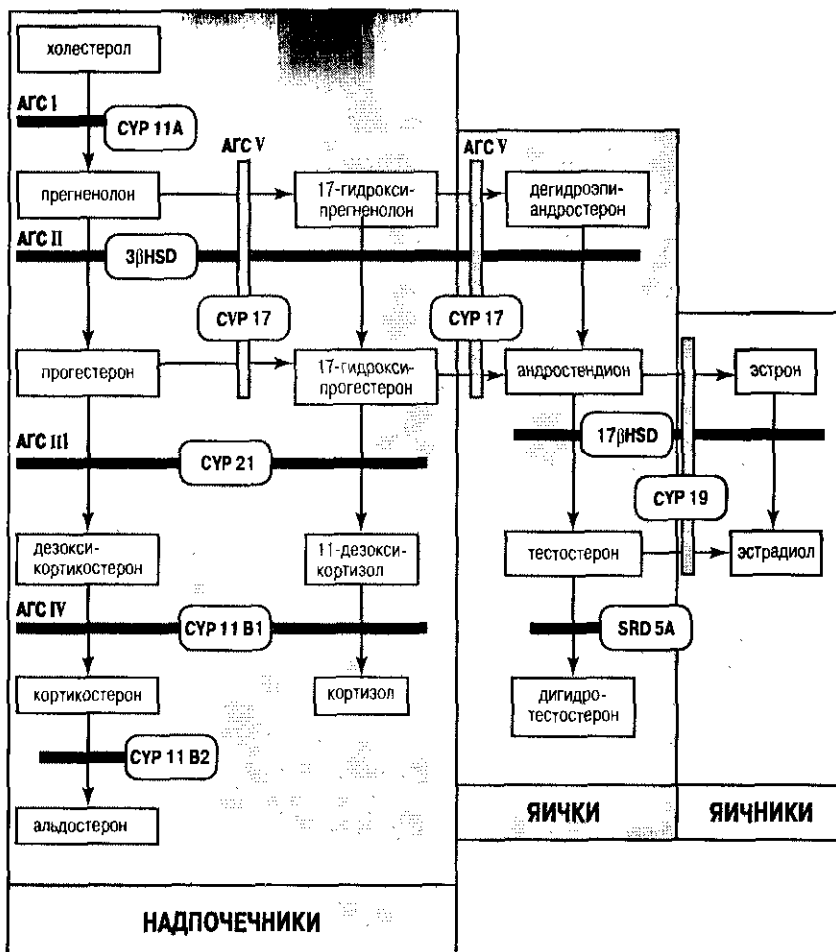 холестерол
АГС I
CYP 11A
АГС V
АГС V
прегненолон
17-гидрокси-
прегненолон
дегидроэпи-
андростерон
АГС II
3βHSD
CVP 17
CYP 17
прогестерон
17-гидрокси-
прогестерон
андростендион
эстрон
АГС III
17βHSD
CYP 21
CYP 19
дезокси-
кортикостерон
11-дезокси-
кортизол
тестостерон
эстрадиол
АГС IV
CYP 11 B1
SRD 5A
кортикостерон
кортизол
дигидро-
тестостерон
CYP 11 B2
альдостерон
ЯИЧКИ
ЯИЧНИКИ
НАДПОЧЕЧНИКИ